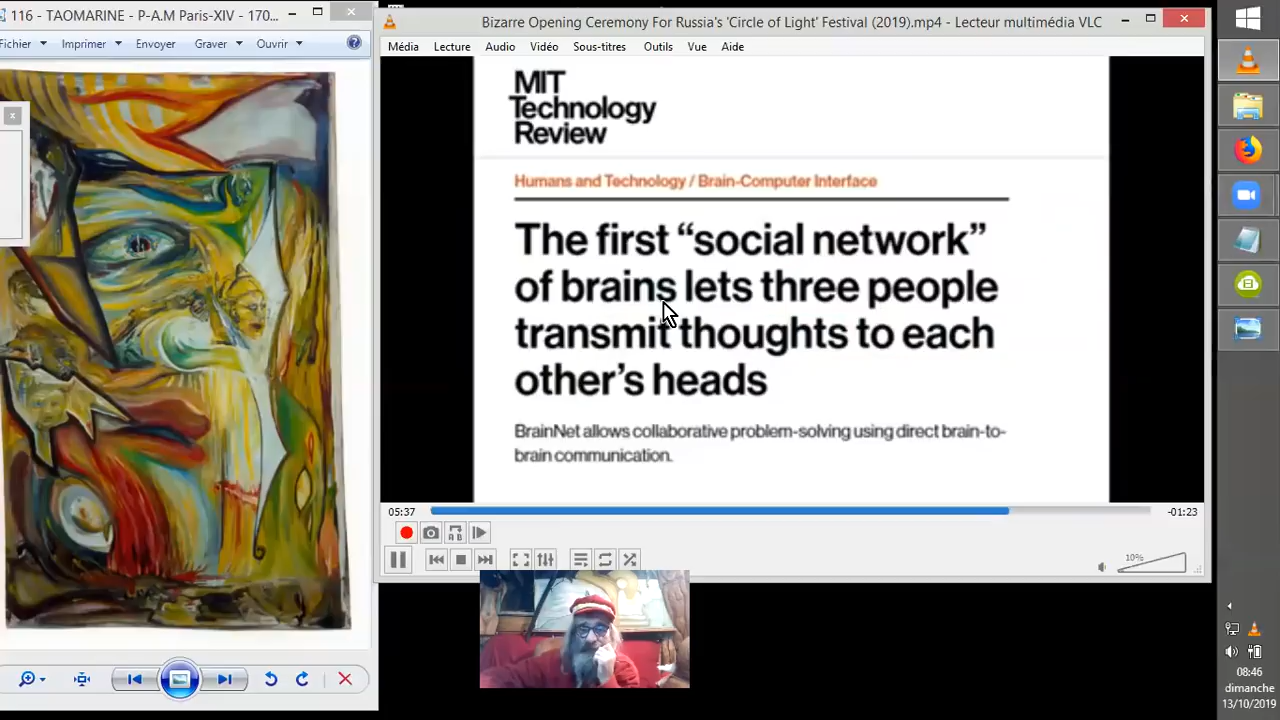 116 - TAOMARINE - P-A.M Paris-XIV - 170...
Fichier
Imprimer
Envoyer
Graver
Ouvrir
Bizarre Opening Ceremony For Russia's 'Circle of Light' Festival (2019).mp4 - Lecteur multimédia VLC
Média Lecture Audio Vidéo Sous-titres Outils Vue Aide
MIT
Technology
Review
Humans and Technology / Brain-Computer Interface
The first “social network”
of brains lets three people
transmit thoughts to each
other’s heads
BrainNet allows collaborative problem-solving using direct brain-to-
brain communication.
05:37
-01:23
10%
08:46
dimanche
13/10/2019